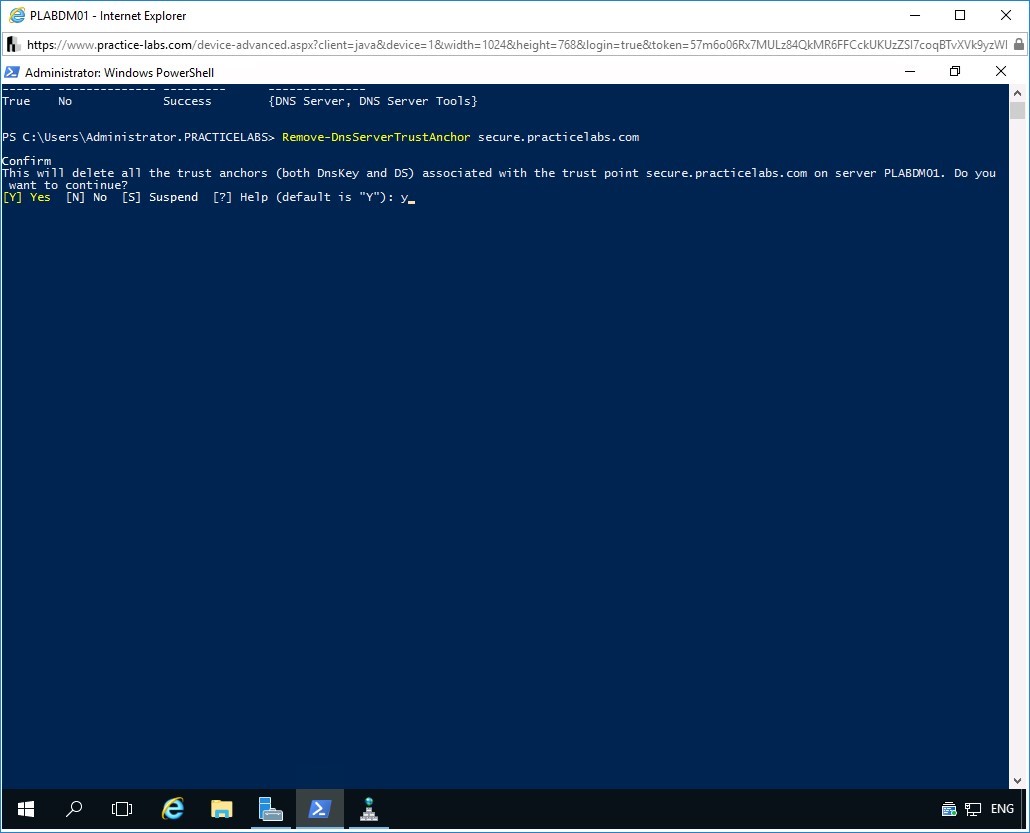 PLABDM01 - Internet Explorer
https://www.practice-labs.com/device-advanced.aspx?client=java&device=1&width=1024&height=768&login=true&token=57m6o06Rx7MULz84QkMR6FFCckUKUzZSl7coqBTvXVk9yzWl
Administrator: Windows PowerShell
------- -------------- --------- --------------
True No Success {DNS Server, DNS Server Tools}
PS C:\Users\Administrator.PRACTICELABS> Remove-DnsServerTrustAnchor secure.practicelabs.com
Confirm
This will delete all the trust anchors (both DnsKey and DS) associated with the trust point secure.practicelabs.com on server PLABDM01. Do you
want to continue?
[Y] Yes [N] No [S] Suspend [?] Help (default is "Y"): y_
ENG